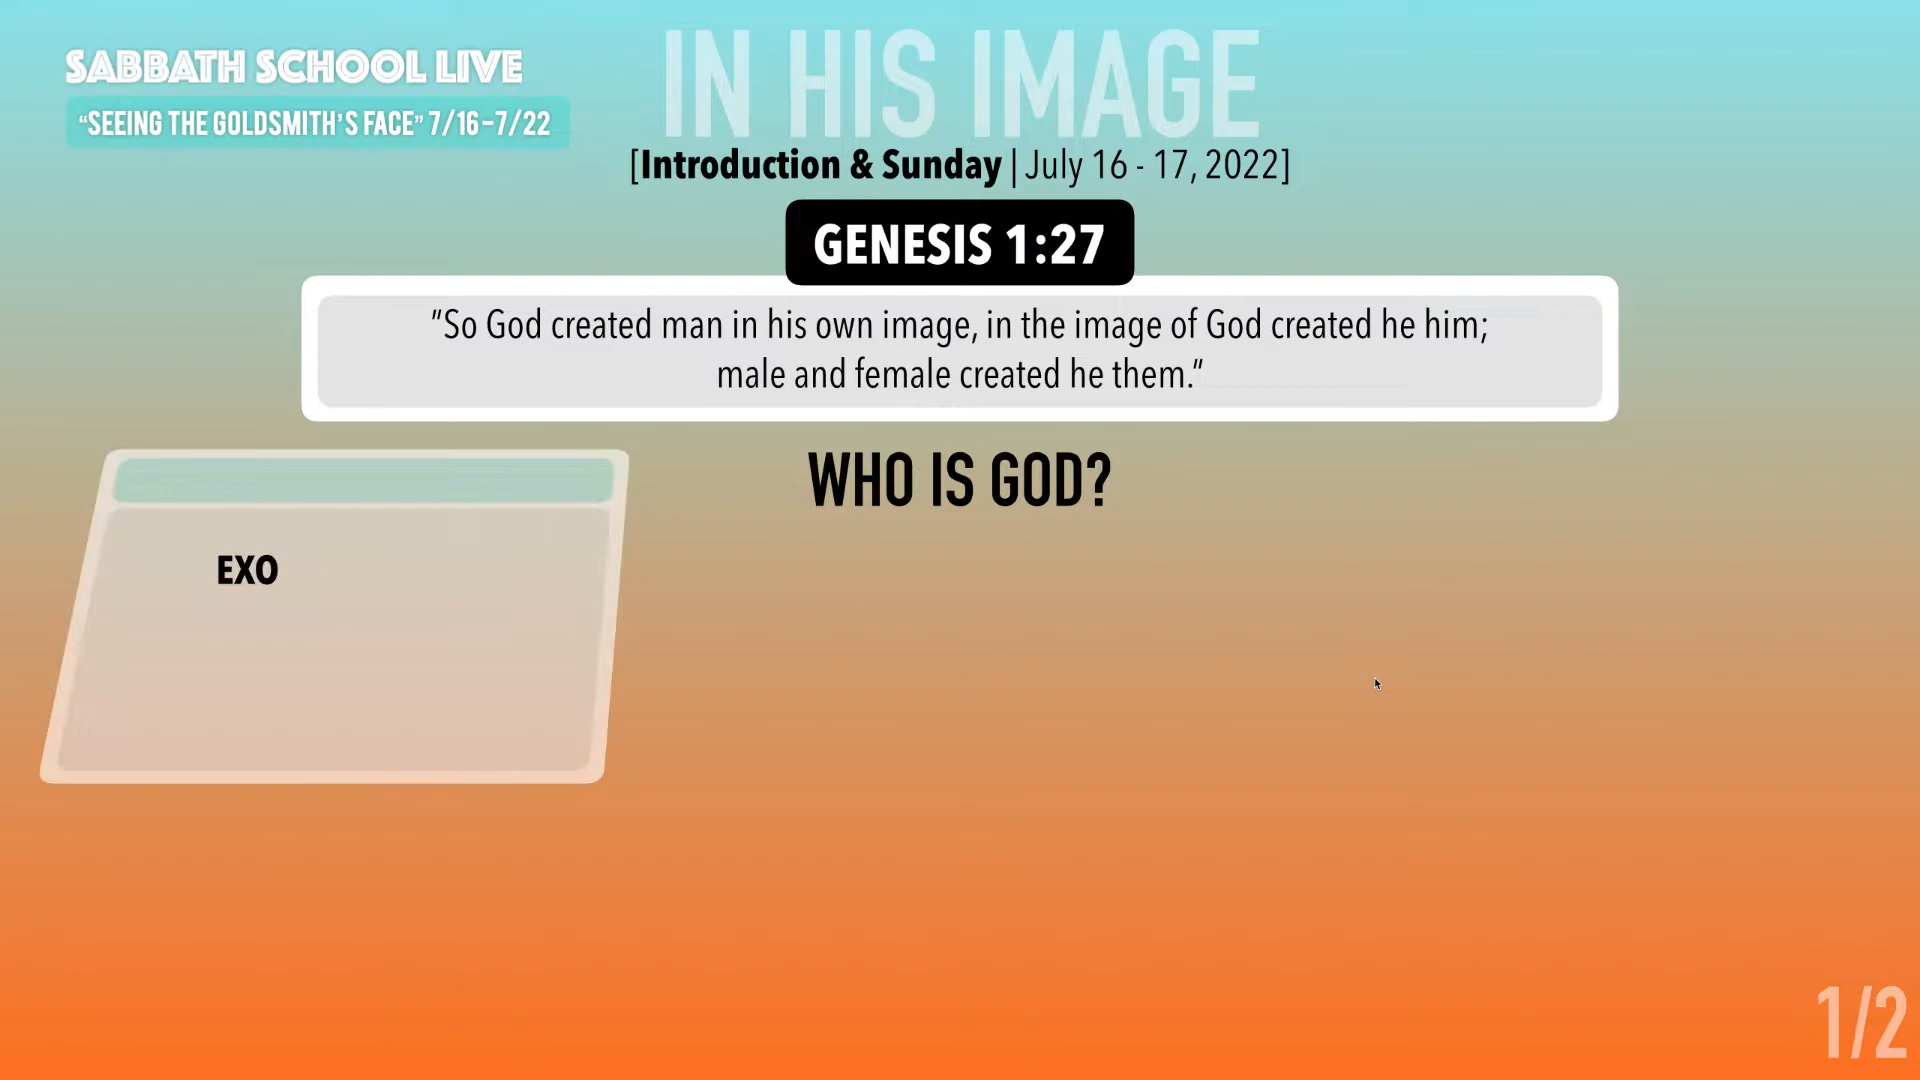 SABBATH SCHOOL LIVE
“SEEING THE GOLDSMITH’S FACE” 7/16-7/22
IN HIS IMAGE
[Introduction & Sunday | July 16 - 17, 2022]
GENESIS 1:27
"So God created man in his own image, in the image of God created he him;
male and female created he them."
WHO IS GOD?
EXO
1/2